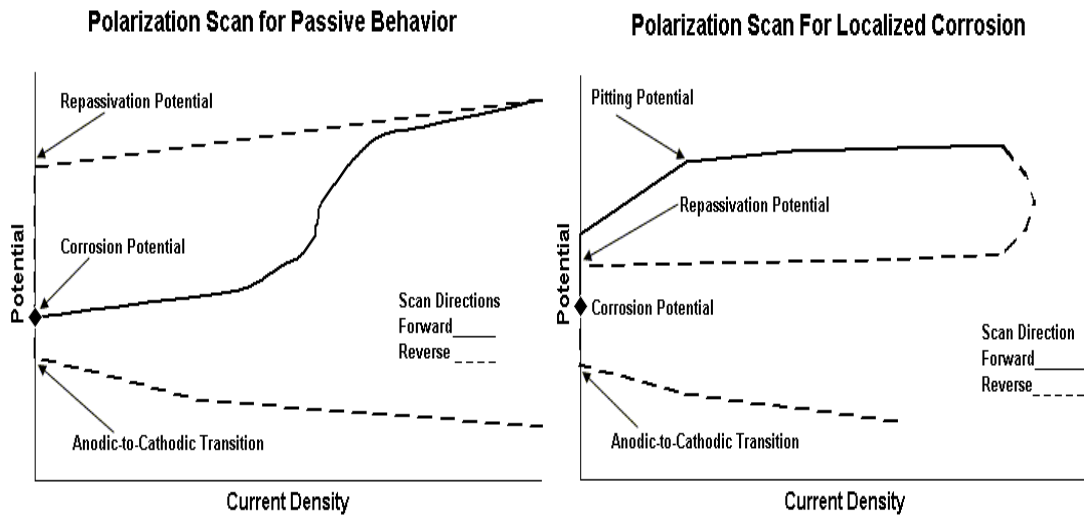 Polarization Scan for Passive Behavior
Repassivation Potential
Corrosion Potential
Potential
Scan Directions
Forward
Reverse
Anodic-to-Cathodic Transition
Current Density
Polarization Scan For Localized Corrosion
Pitting Potential
Repassivation Potential
Potential
Corrosion Potential
Scan Direction
Forward
Reverse
Anodic-to-Cathodic Transition
Current Density